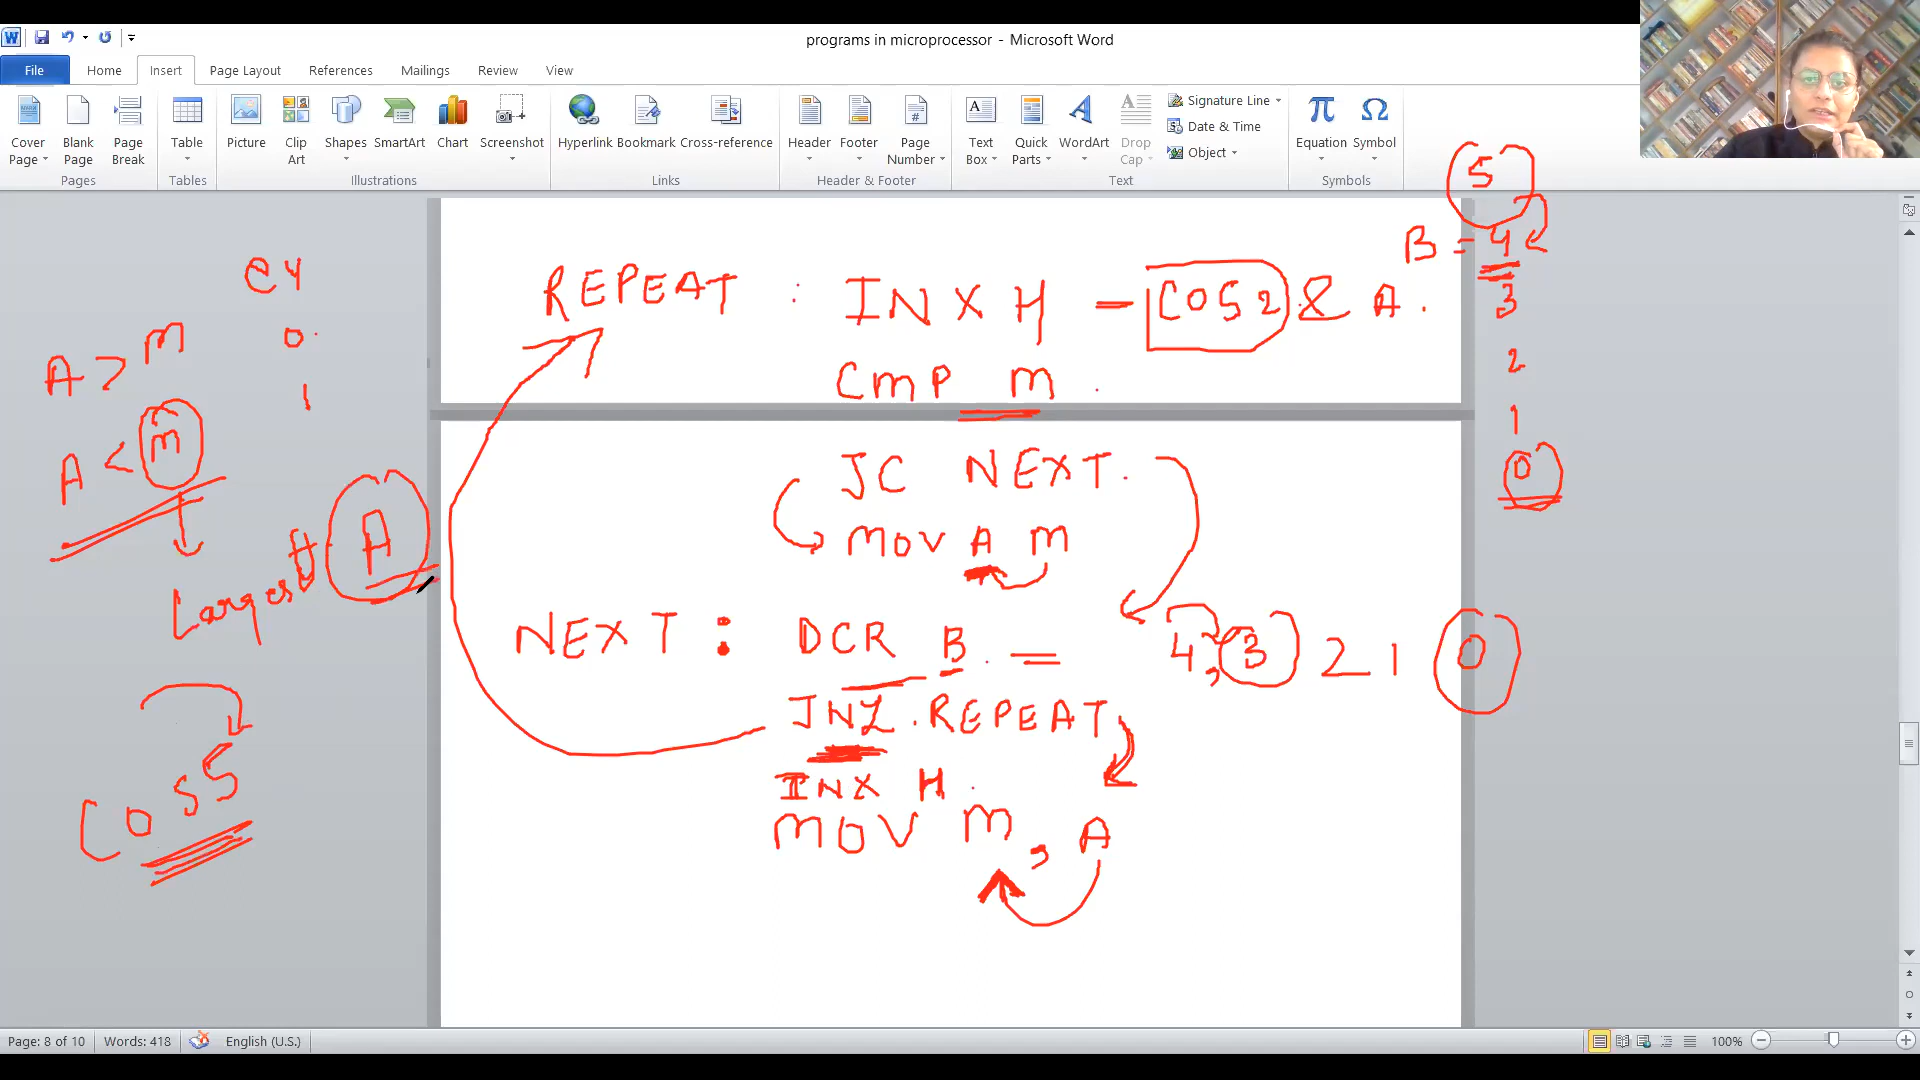 programs in microprocessor - Microsoft Word
File Home Insert Page Layout References Mailings Review View
Cover Page Blank Page Page Break Table Picture Clip Art Shapes SmartArt Chart Screenshot Hyperlink Bookmark Cross-reference Header Footer Page Number Text Box Quick Parts WordArt Drop Cap Signature Line Date & Time Object Equation Symbol
Pages Tables Illustrations Links Header & Footer Text Symbols
5
B = 4
3
2
1
0
REPEAT : INX H = C052 & A.
CMP M.
JC NEXT.
MOV A M
NEXT : DCR B. = 4, 3 2 1 0
JNZ. REPEAT
INX H.
MOV M, A
CY
0.
1
A > M
A < M
Largest # A
C055
Page: 8 of 10 Words: 418 English (U.S.) 100%